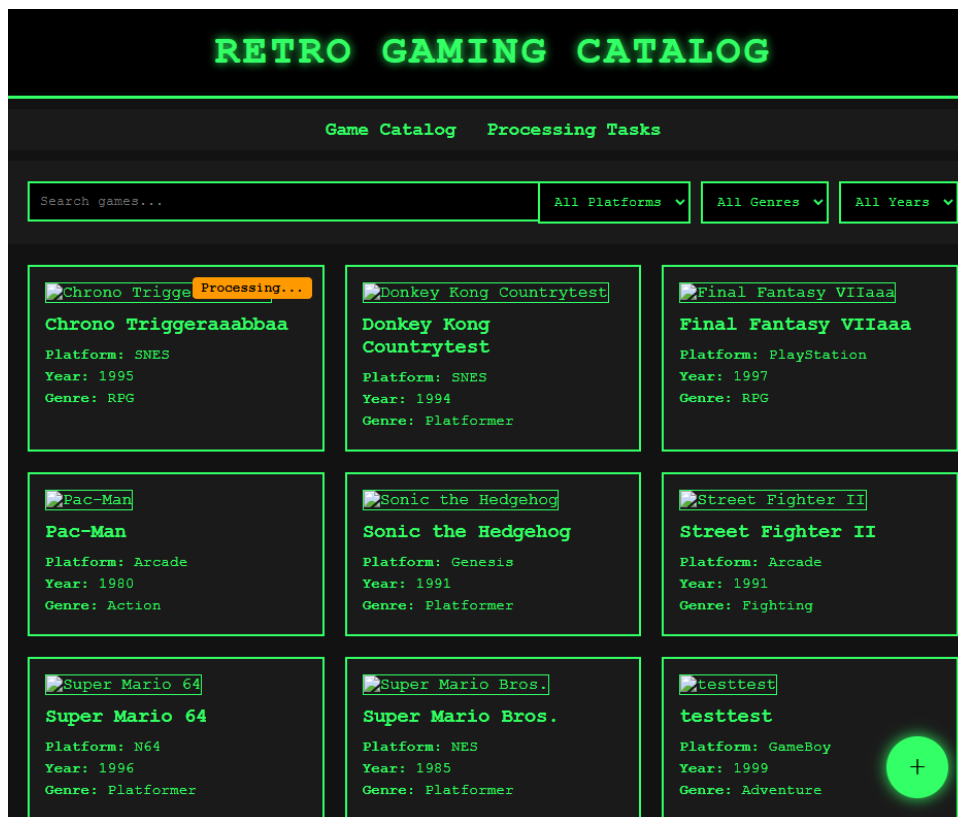 RETRO GAMING CATALOG
Game Catalog Processing Tasks
Search games... All Platforms All Genres All Years
Processing...
Chrono Trigge
Chrono Triggeraaabbaa
Platform: SNES
Year: 1995
Genre: RPG
Donkey Kong Countrytest
Donkey Kong
Countrytest
Platform: SNES
Year: 1994
Genre: Platformer
Final Fantasy VIIaaa
Final Fantasy VIIaaa
Platform: PlayStation
Year: 1997
Genre: RPG
Pac-Man
Pac-Man
Platform: Arcade
Year: 1980
Genre: Action
Sonic the Hedgehog
Sonic the Hedgehog
Platform: Genesis
Year: 1991
Genre: Platformer
Street Fighter II
Street Fighter II
Platform: Arcade
Year: 1991
Genre: Fighting
Super Mario 64
Super Mario 64
Platform: N64
Year: 1996
Genre: Platformer
Super Mario Bros.
Super Mario Bros.
Platform: NES
Year: 1985
Genre: Platformer
testtest
testtest
Platform: GameBoy
Year: 1999
Genre: Adventure
+